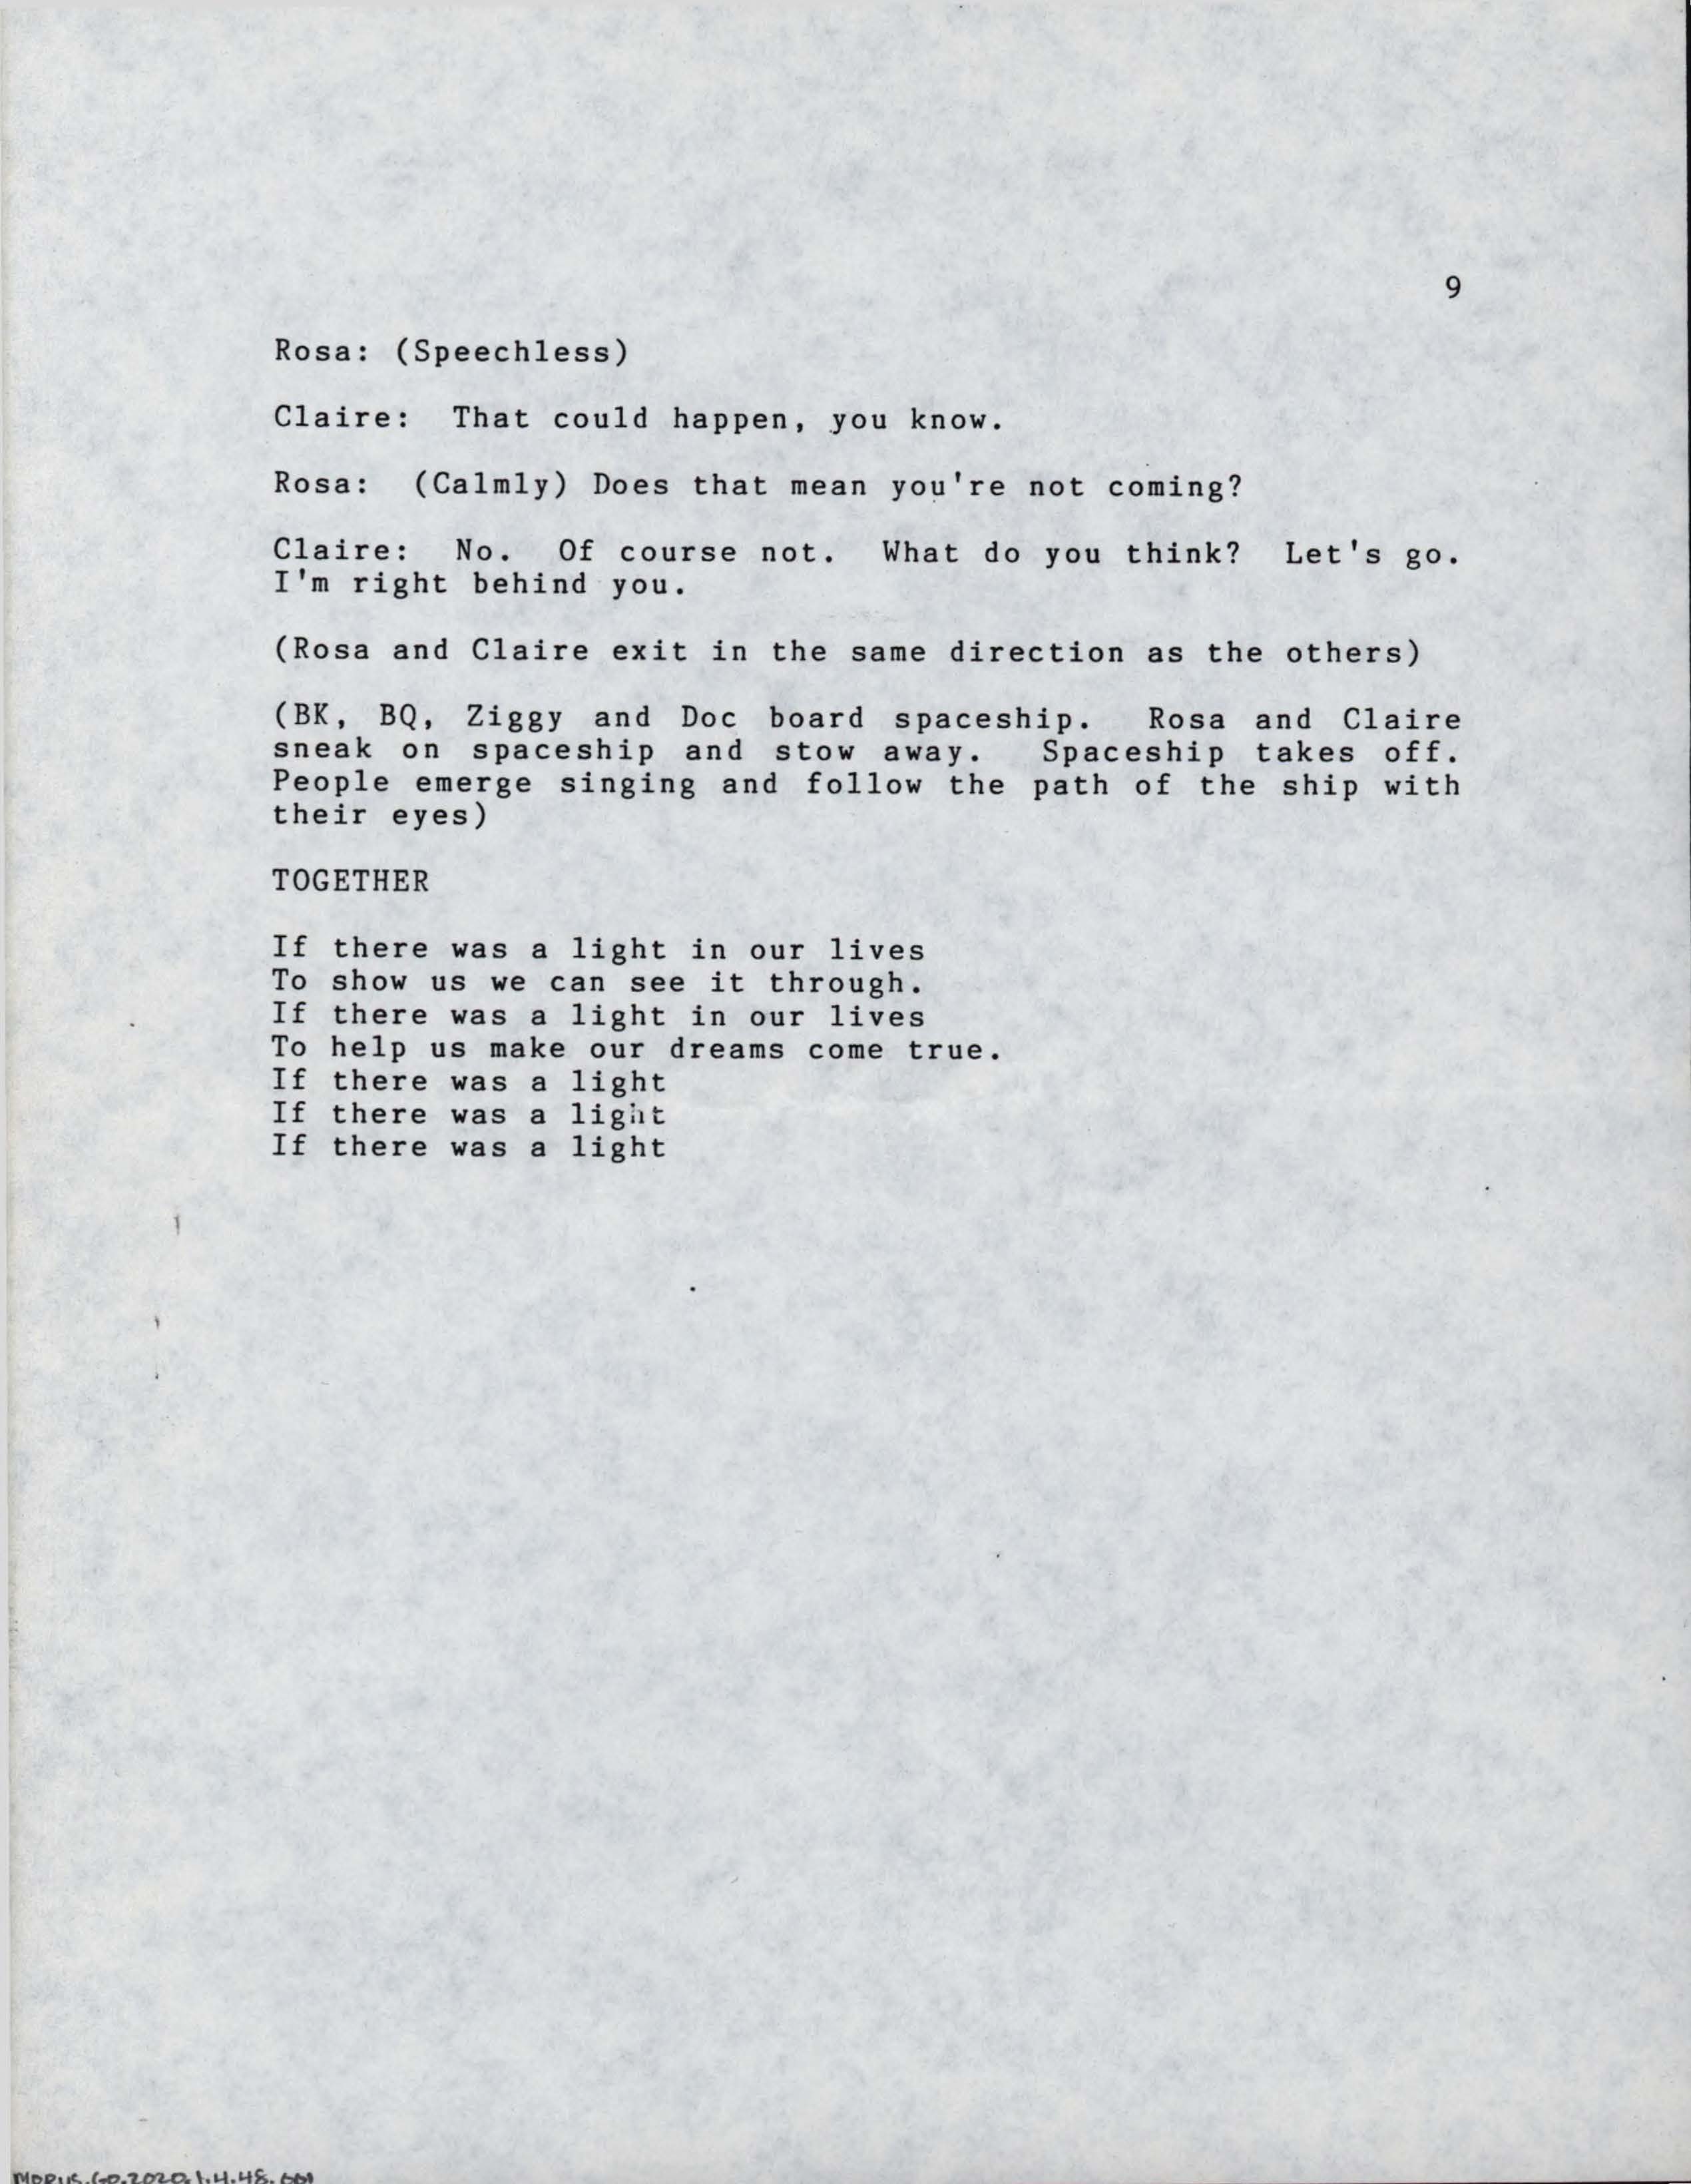 9
Rosa: (Speechless)
Claire: That could happen, you know.
Rosa: (Calmly) Does that mean you're not coming?
Claire: No. Of course not. What do you think? Let's go.
I'm right behind you.
(Rosa and Claire exit in the same direction as the others)
(BK, BQ, Ziggy and Doc board spaceship. Rosa and Claire
sneak on spaceship and stow away. Spaceship takes off.
People emerge singing and follow the path of the ship with
their eyes)
TOGETHER
If there was a light in our lives
To show us we can see it through.
If there was a light in our lives
To help us make our dreams come true.
If there was a light
If there was a light
If there was a light